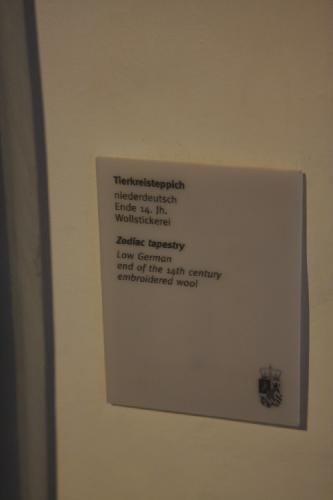 Tierkreisteppich
niederdeutsch
Ende 14. Jh.
Wollstickerei
Zodiac tapestry
Low German
end of the 14th century
embroidered wool